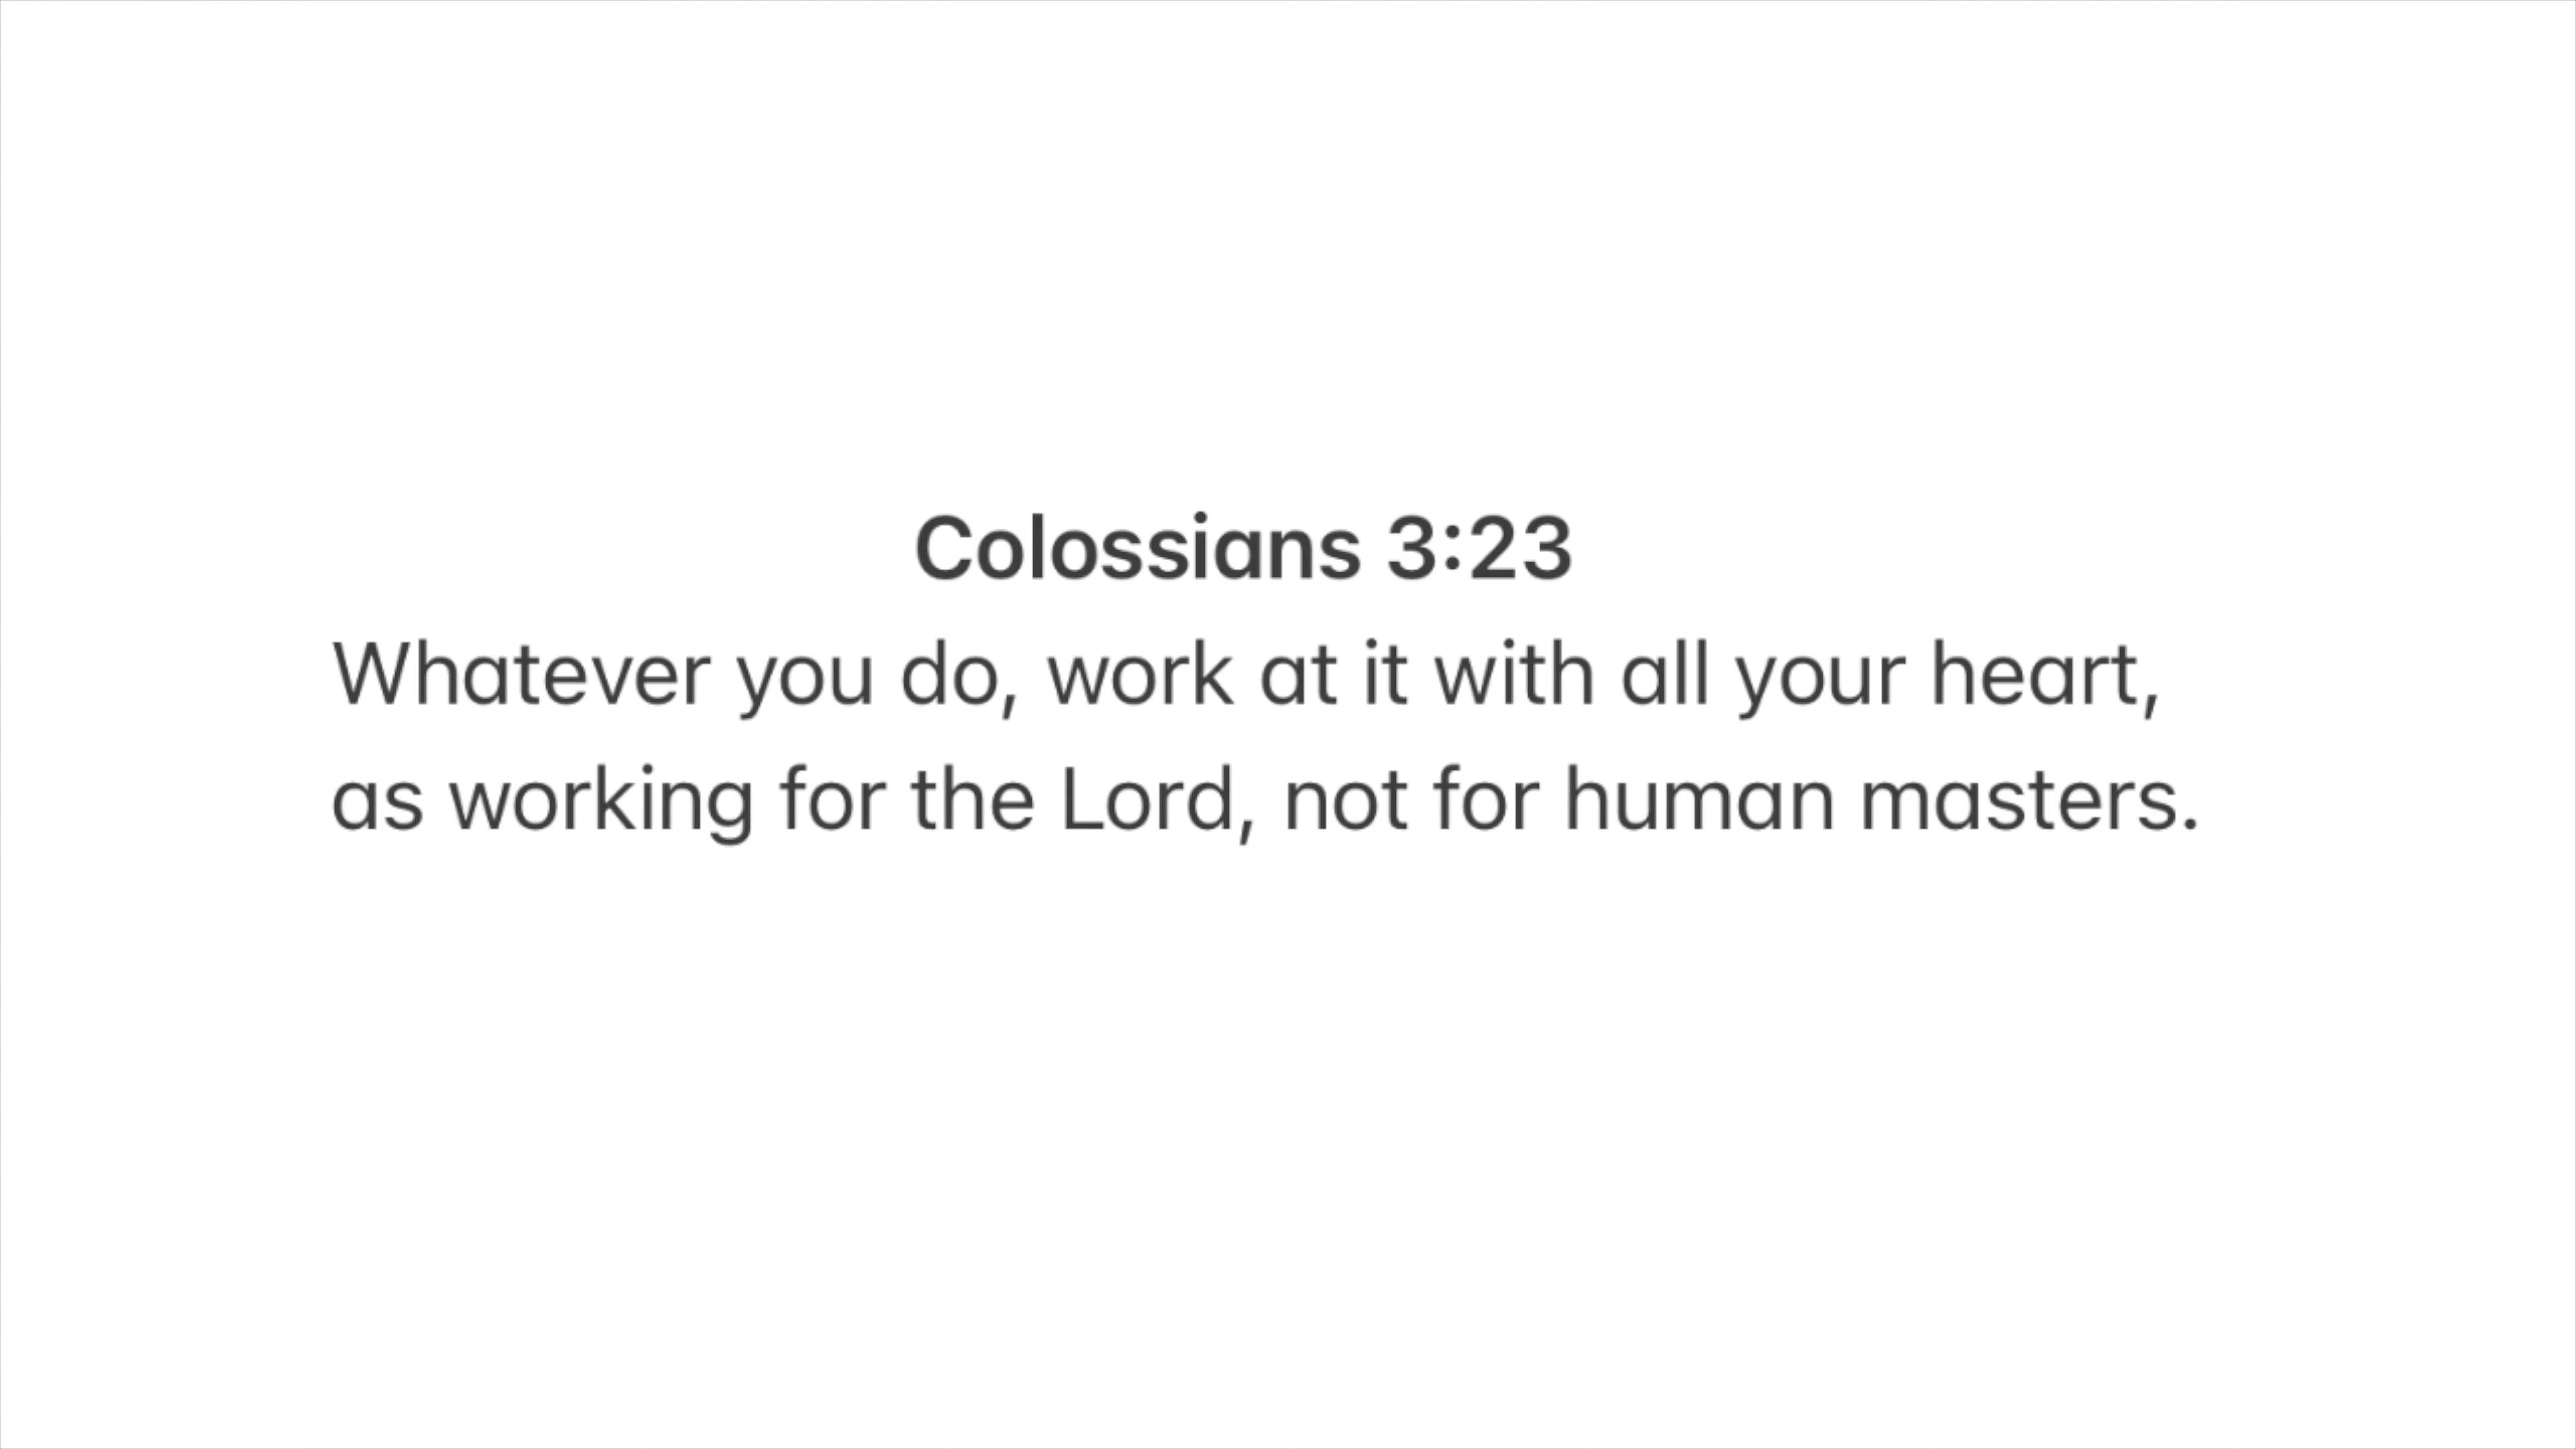 Colossians 3:23
Whatever you do, work at it with all your heart,
as working for the Lord, not for human masters.